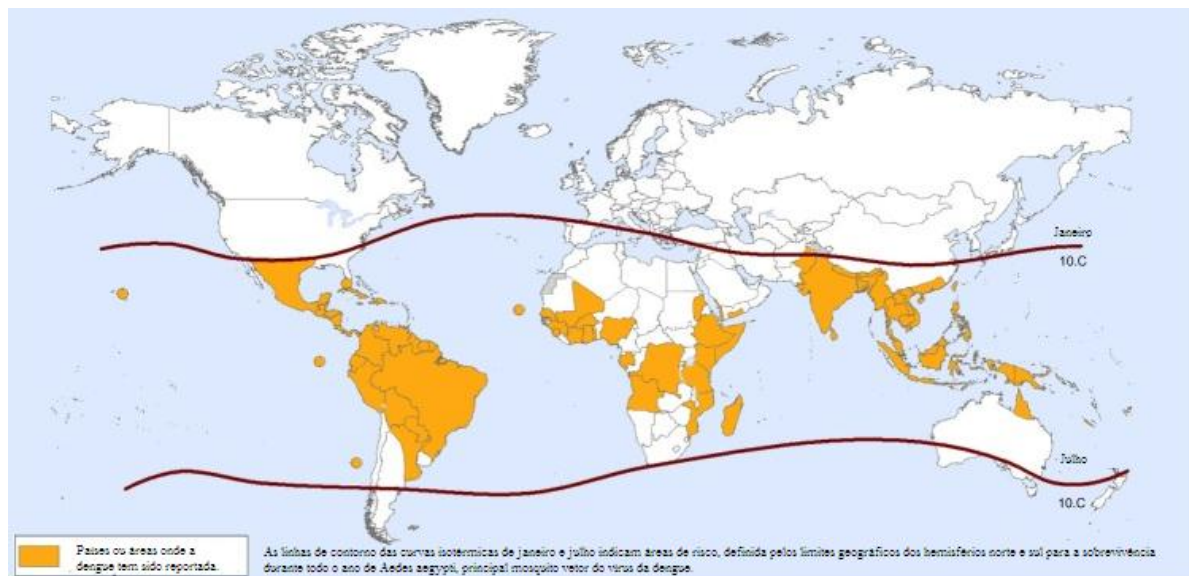 Janeiro
10.C
Julho
10.C
Países ou áreas onde a
dengue tem sido reportada.
As linhas de contorno das curvas isotérmicas de janeiro e julho indicam áreas de risco, definida pelos limites geográficos dos hemisférios norte e sul para a sobrevivência
durante todo o ano de Aedes aegypti, principal mosquito vetor do vírus da dengue.